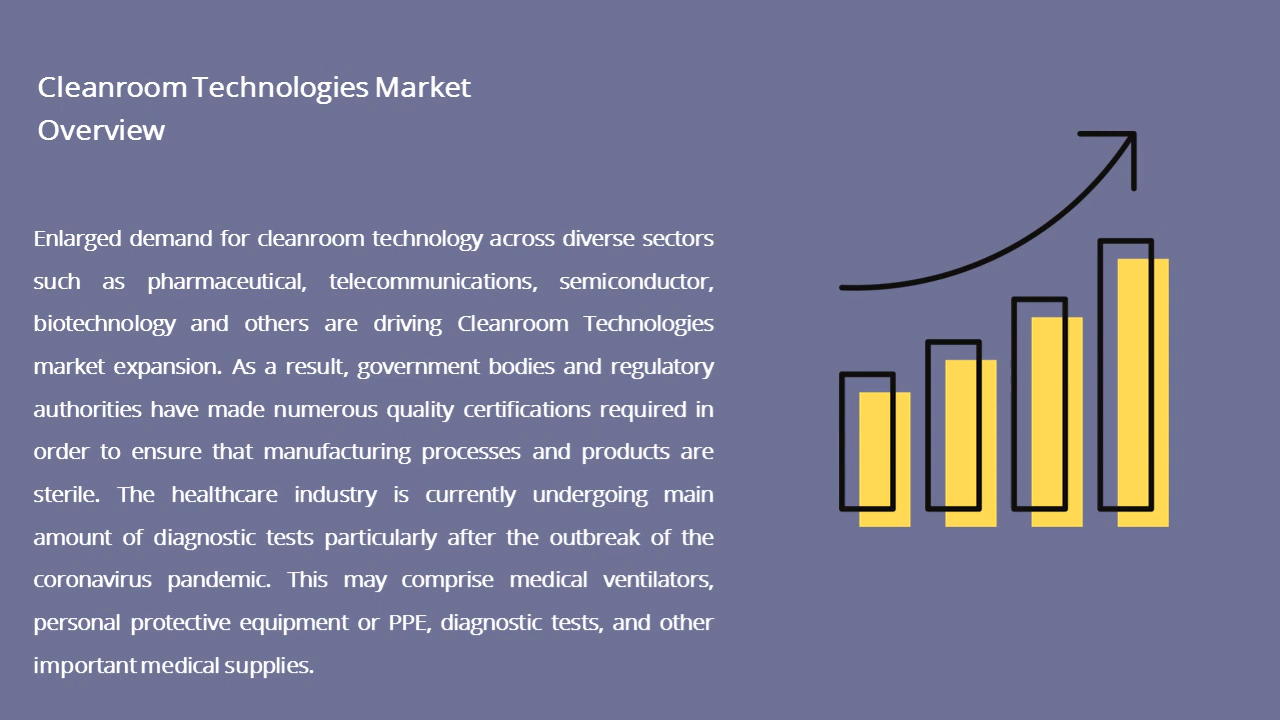 Cleanroom Technologies Market
Overview
Enlarged demand for cleanroom technology across diverse sectors
such as pharmaceutical, telecommunications, semiconductor,
biotechnology and others are driving Cleanroom Technologies
market expansion. As a result, government bodies and regulatory
authorities have made numerous quality certifications required in
order to ensure that manufacturing processes and products are
sterile. The healthcare industry is currently undergoing main
amount of diagnostic tests particularly after the outbreak of the
coronavirus pandemic. This may comprise medical ventilators,
personal protective equipment or PPE, diagnostic tests, and other
important medical supplies.